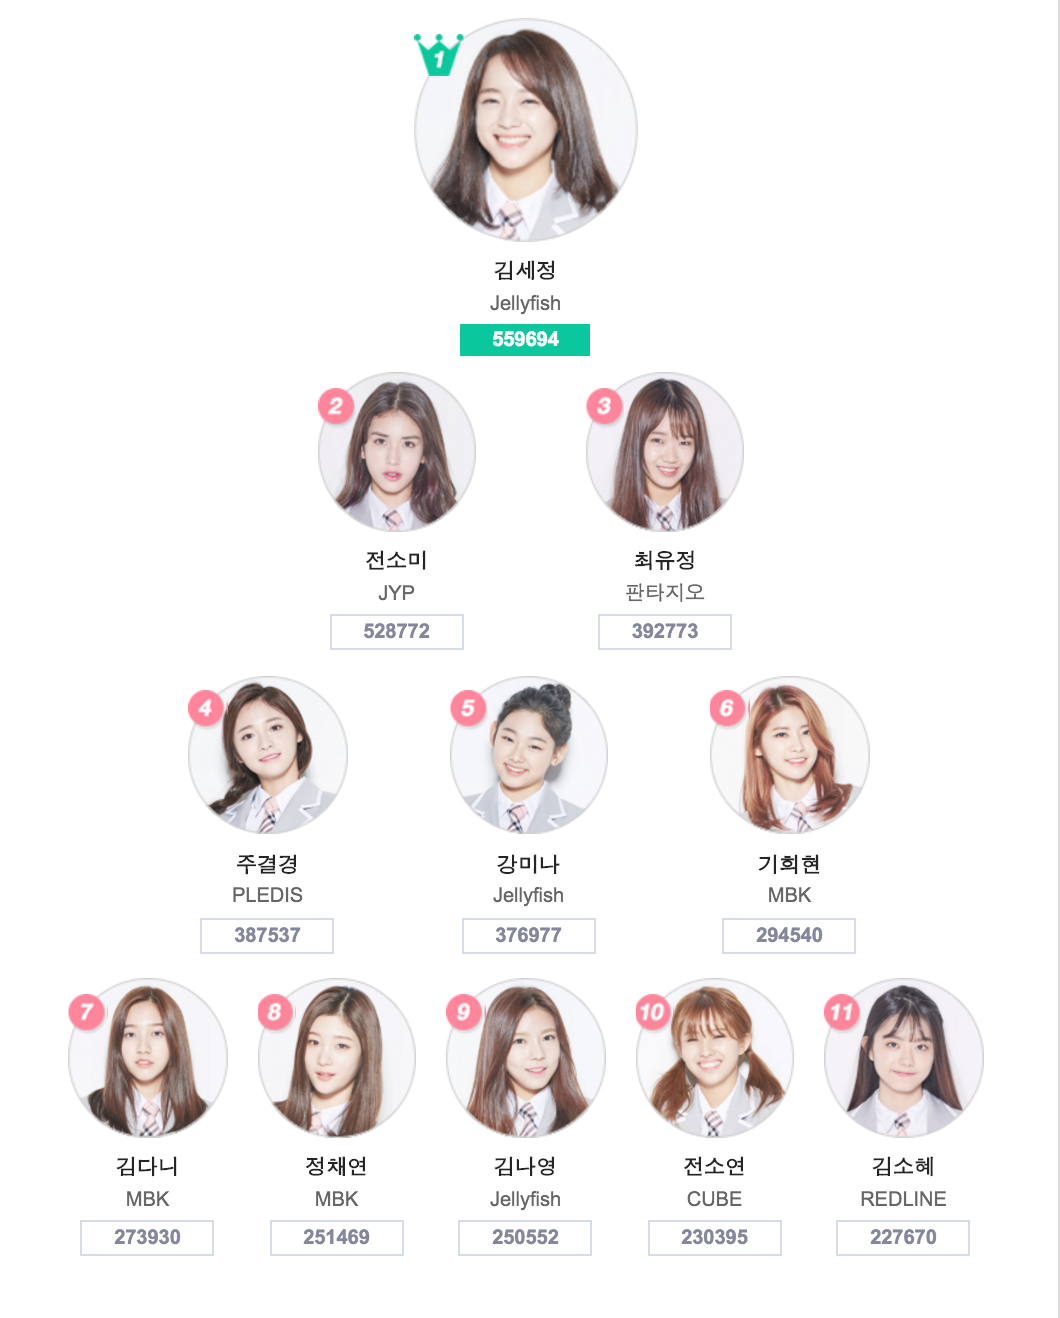 1
김세정
Jellyfish
559694
2
3
전소미
최유정
JYP
판타지오
528772
392773
4
5
6
주결경
강미나
기희현
PLEDIS
Jellyfish
MBK
387537
376977
294540
7
8
9
10
11
김다니
정채연
김나영
전소연
김소혜
MBK
MBK
Jellyfish
CUBE
REDLINE
273930
251469
250552
230395
227670